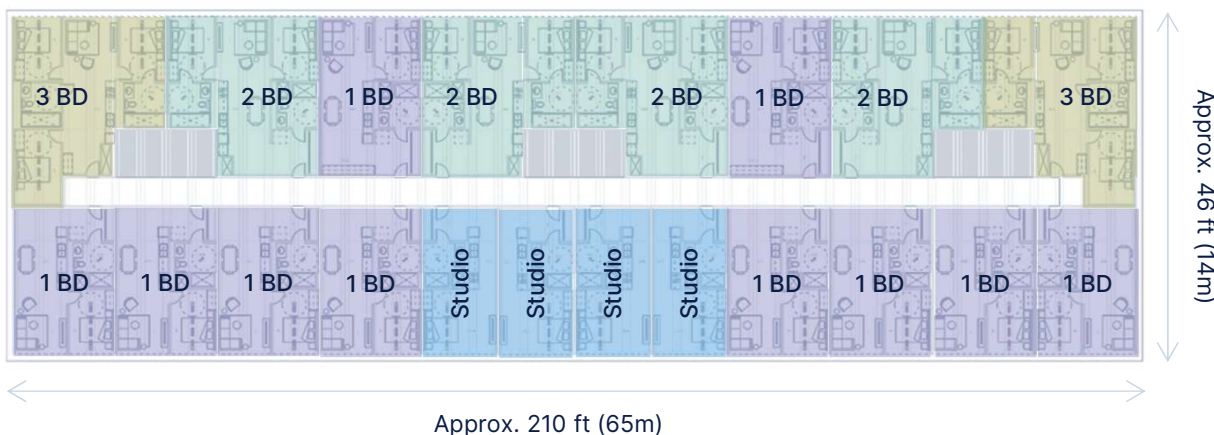 3 BD
2 BD
1 BD
2 BD
2 BD
1 BD
2 BD
3 BD
1 BD
1 BD
1 BD
1 BD
Studio
Studio
Studio
Studio
1 BD
1 BD
1 BD
1 BD
Approx. 46 ft (14m)
Approx. 210 ft (65m)